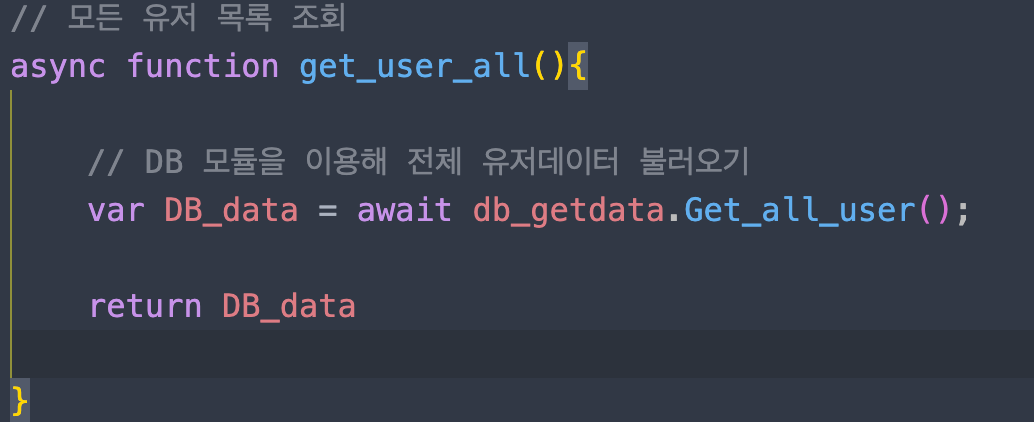 // 모든 유저 목록 조회
async function get_user_all(){
// DB 모듈을 이용해 전체 유저데이터 불러오기
var DB_data = await db_getdata.Get_all_user();
return DB_data
}